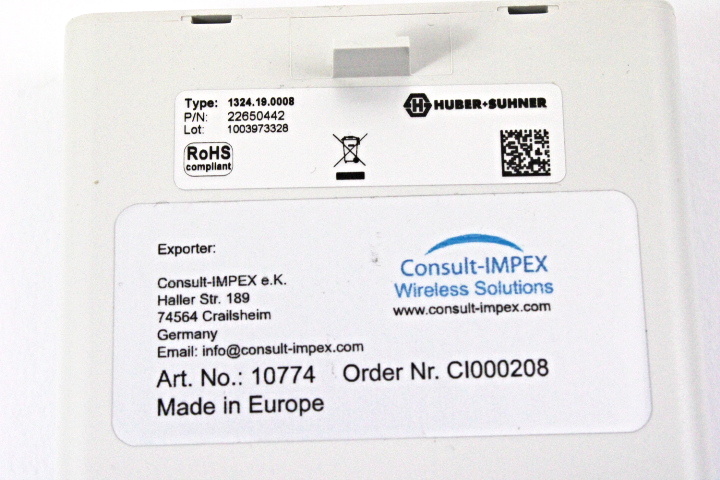 Type: 1324.19.0008
P/N: 22650442
Lot: 1003973328
RoHS
compliant
HUBER+SUHNER
Exporter:
Consult-IMPEX e.K.
Haller Str. 189
74564 Crailsheim
Germany
Email: info@consult-impex.com
Consult-IMPEX
Wireless Solutions
www.consult-impex.com
Art. No.: 10774 Order Nr. CI000208
Made in Europe